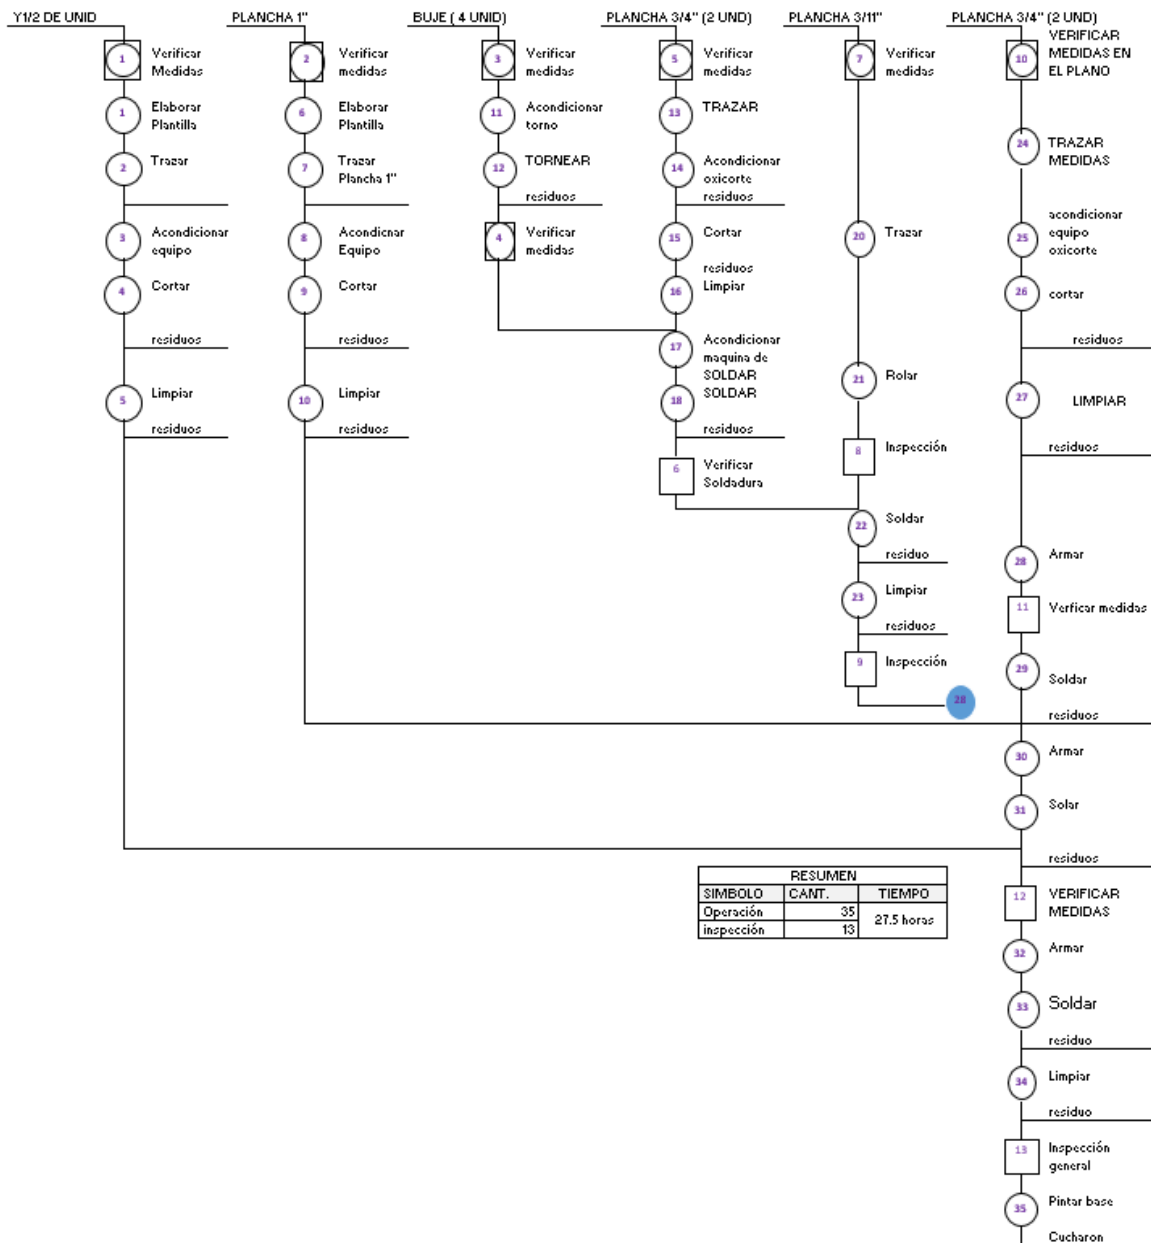 Y1/2 DE UNID
1
Verificar
Medidas
1
Elaborar
Plantilla
2
Trazar
3
Acondicionar
equipo
4
Cortar
residuos
5
Limpiar
residuos
PLANCHA 1"
2
Verificar
medidas
6
Elaborar
Plantilla
7
Trazar
Plancha 1"
8
Acondicnar
Equipo
9
Cortar
residuos
10
Limpiar
residuos
BUJE ( 4 UNID)
3
Verificar
medidas
11
Acondicionar
torno
12
TORNEAR
residuos
4
Verificar
medidas
PLANCHA 3/4" (2 UND)
5
Verificar
medidas
13
TRAZAR
14
Acondicionar
oxicorte
residuos
15
Cortar
residuos
16
Limpiar
17
Acondicionar
maquina de
SOLDAR
18
SOLDAR
residuos
6
Verificar
Soldadura
PLANCHA 3/11"
7
Verificar
medidas
20
Trazar
21
Rolar
8
Inspección
22
Soldar
residuo
23
Limpiar
residuos
9
Inspección
28
PLANCHA 3/4" (2 UND)
10
VERIFICAR
MEDIDAS EN
EL PLANO
24
TRAZAR
MEDIDAS
25
acondicionar
equipo
oxicorte
26
cortar
residuos
27
LIMPIAR
residuos
28
Armar
11
Verficar medidas
29
Soldar
residuos
30
Armar
31
Solar
residuos
12
VERIFICAR
MEDIDAS
32
Armar
33
Soldar
residuo
34
Limpiar
residuo
13
Inspección
general
35
Pintar base
Cucharon
RESUMEN
SIMBOLO CANT. TIEMPO
Operación 35 27.5 horas
inspección 13